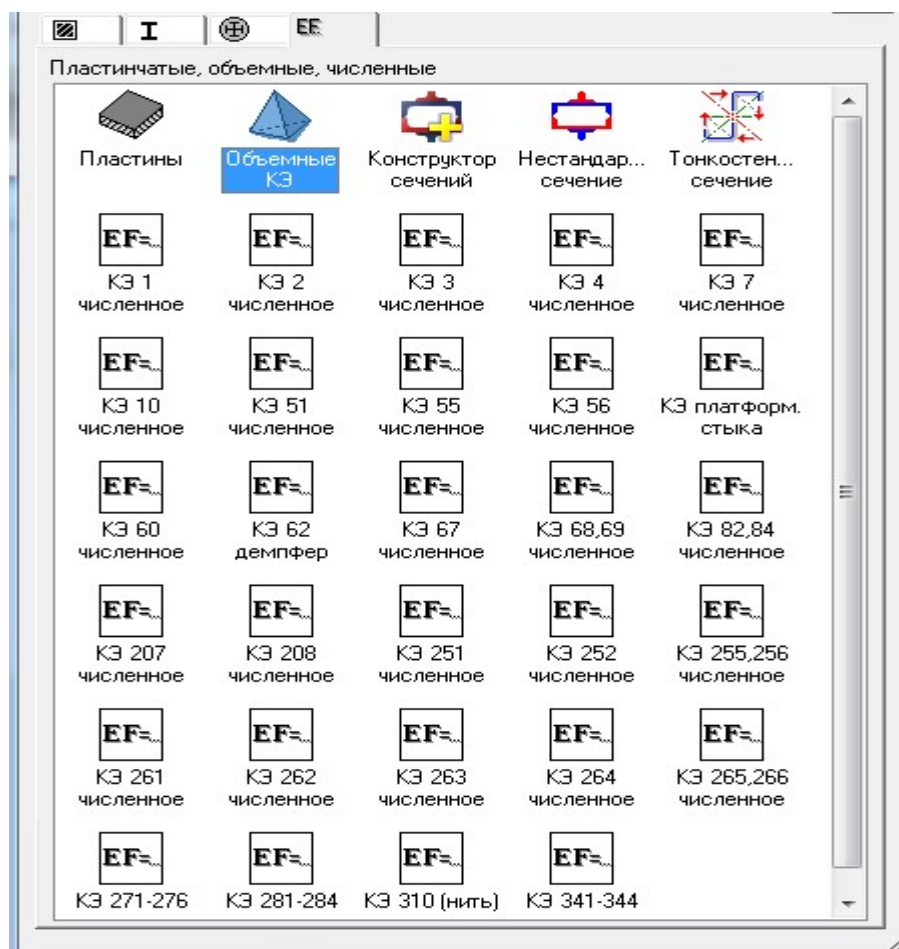 I EF
Пластинчатые, объемные, численные
Пластины Объемные Конструктор Нестандар... Тонкостен...
КЭ сечений сечение сечение
EF=... EF=... EF=... EF=... EF=...
КЭ 1 КЭ 2 КЭ 3 КЭ 4 КЭ 7
численное численное численное численное численное
EF=... EF=... EF=... EF=... EF=...
КЭ 10 КЭ 51 КЭ 55 КЭ 56 КЭ платформ.
численное численное численное численное стыка
EF=... EF=... EF=... EF=... EF=...
КЭ 60 КЭ 62 КЭ 67 КЭ 68,69 КЭ 82,84
численное демпфер численное численное численное
EF=... EF=... EF=... EF=... EF=...
КЭ 207 КЭ 208 КЭ 251 КЭ 252 КЭ 255,256
численное численное численное численное численное
EF=... EF=... EF=... EF=... EF=...
КЭ 261 КЭ 262 КЭ 263 КЭ 264 КЭ 265,266
численное численное численное численное численное
EF=... EF=... EF=... EF=...
КЭ 271-276 КЭ 281-284 КЭ 310 (нить) КЭ 341-344